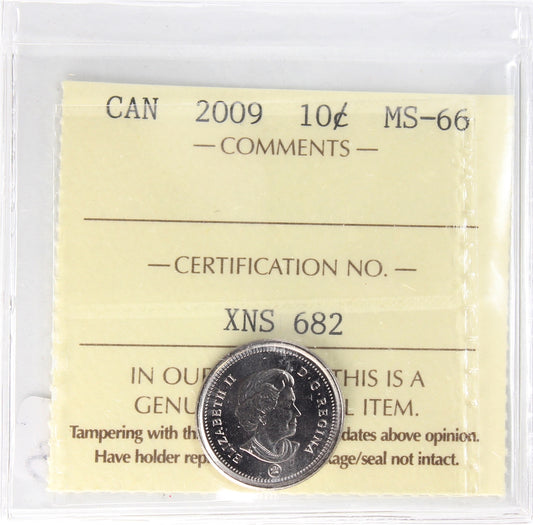 CAN 2009 10¢ MS-66
— COMMENTS —
— CERTIFICATION NO. —
XNS 682
IN OUR THIS IS A
GENU L ITEM.
Tampering with th dates above opinion.
Have holder rep age/seal not intact.
ELIZABETH II D·G·REGINA